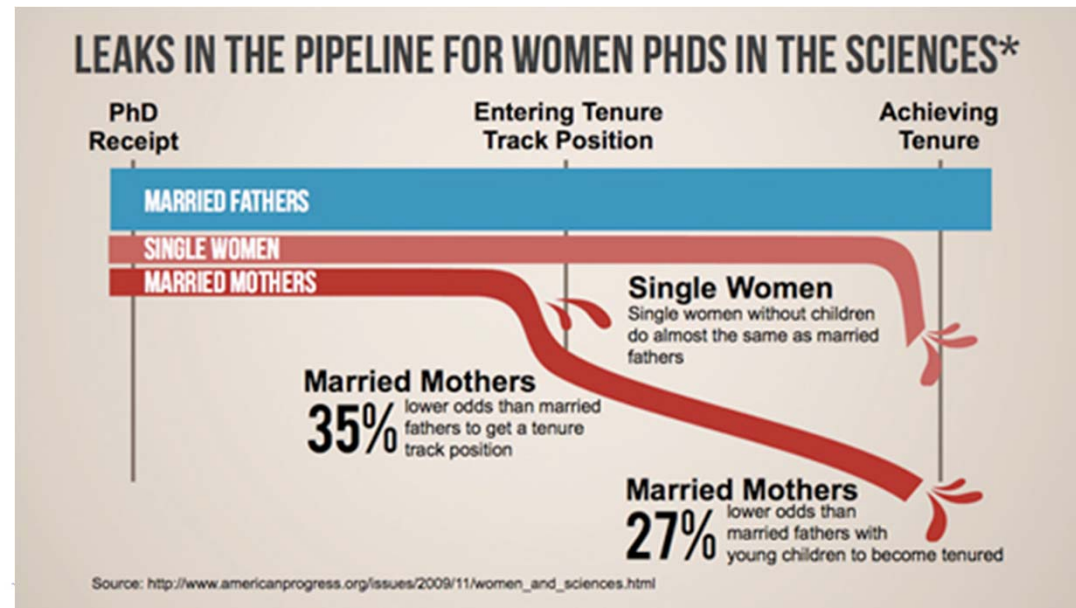 LEAKS IN THE PIPELINE FOR WOMEN PHDS IN THE SCIENCES*
PhD
Receipt
Entering Tenure
Track Position
Achieving
Tenure
MARRIED FATHERS
SINGLE WOMEN
MARRIED MOTHERS
Single Women
Single women without children
do almost the same as married
fathers
Married Mothers
35%
lower odds than married
fathers to get a tenure
track position
Married Mothers
27%
lower odds than
married fathers with
young children to become tenured
Source: http://www.americanprogress.org/issues/2009/11/women_and_sciences.html